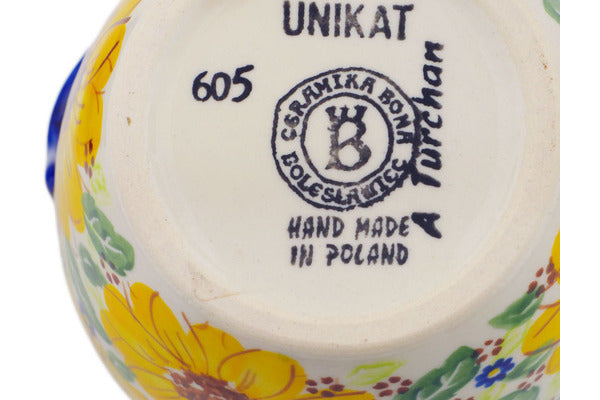 UNIKAT
605
CERAMIKA BONA
B
BOLESŁAWIEC
A Turchan
HAND MADE
IN POLAND